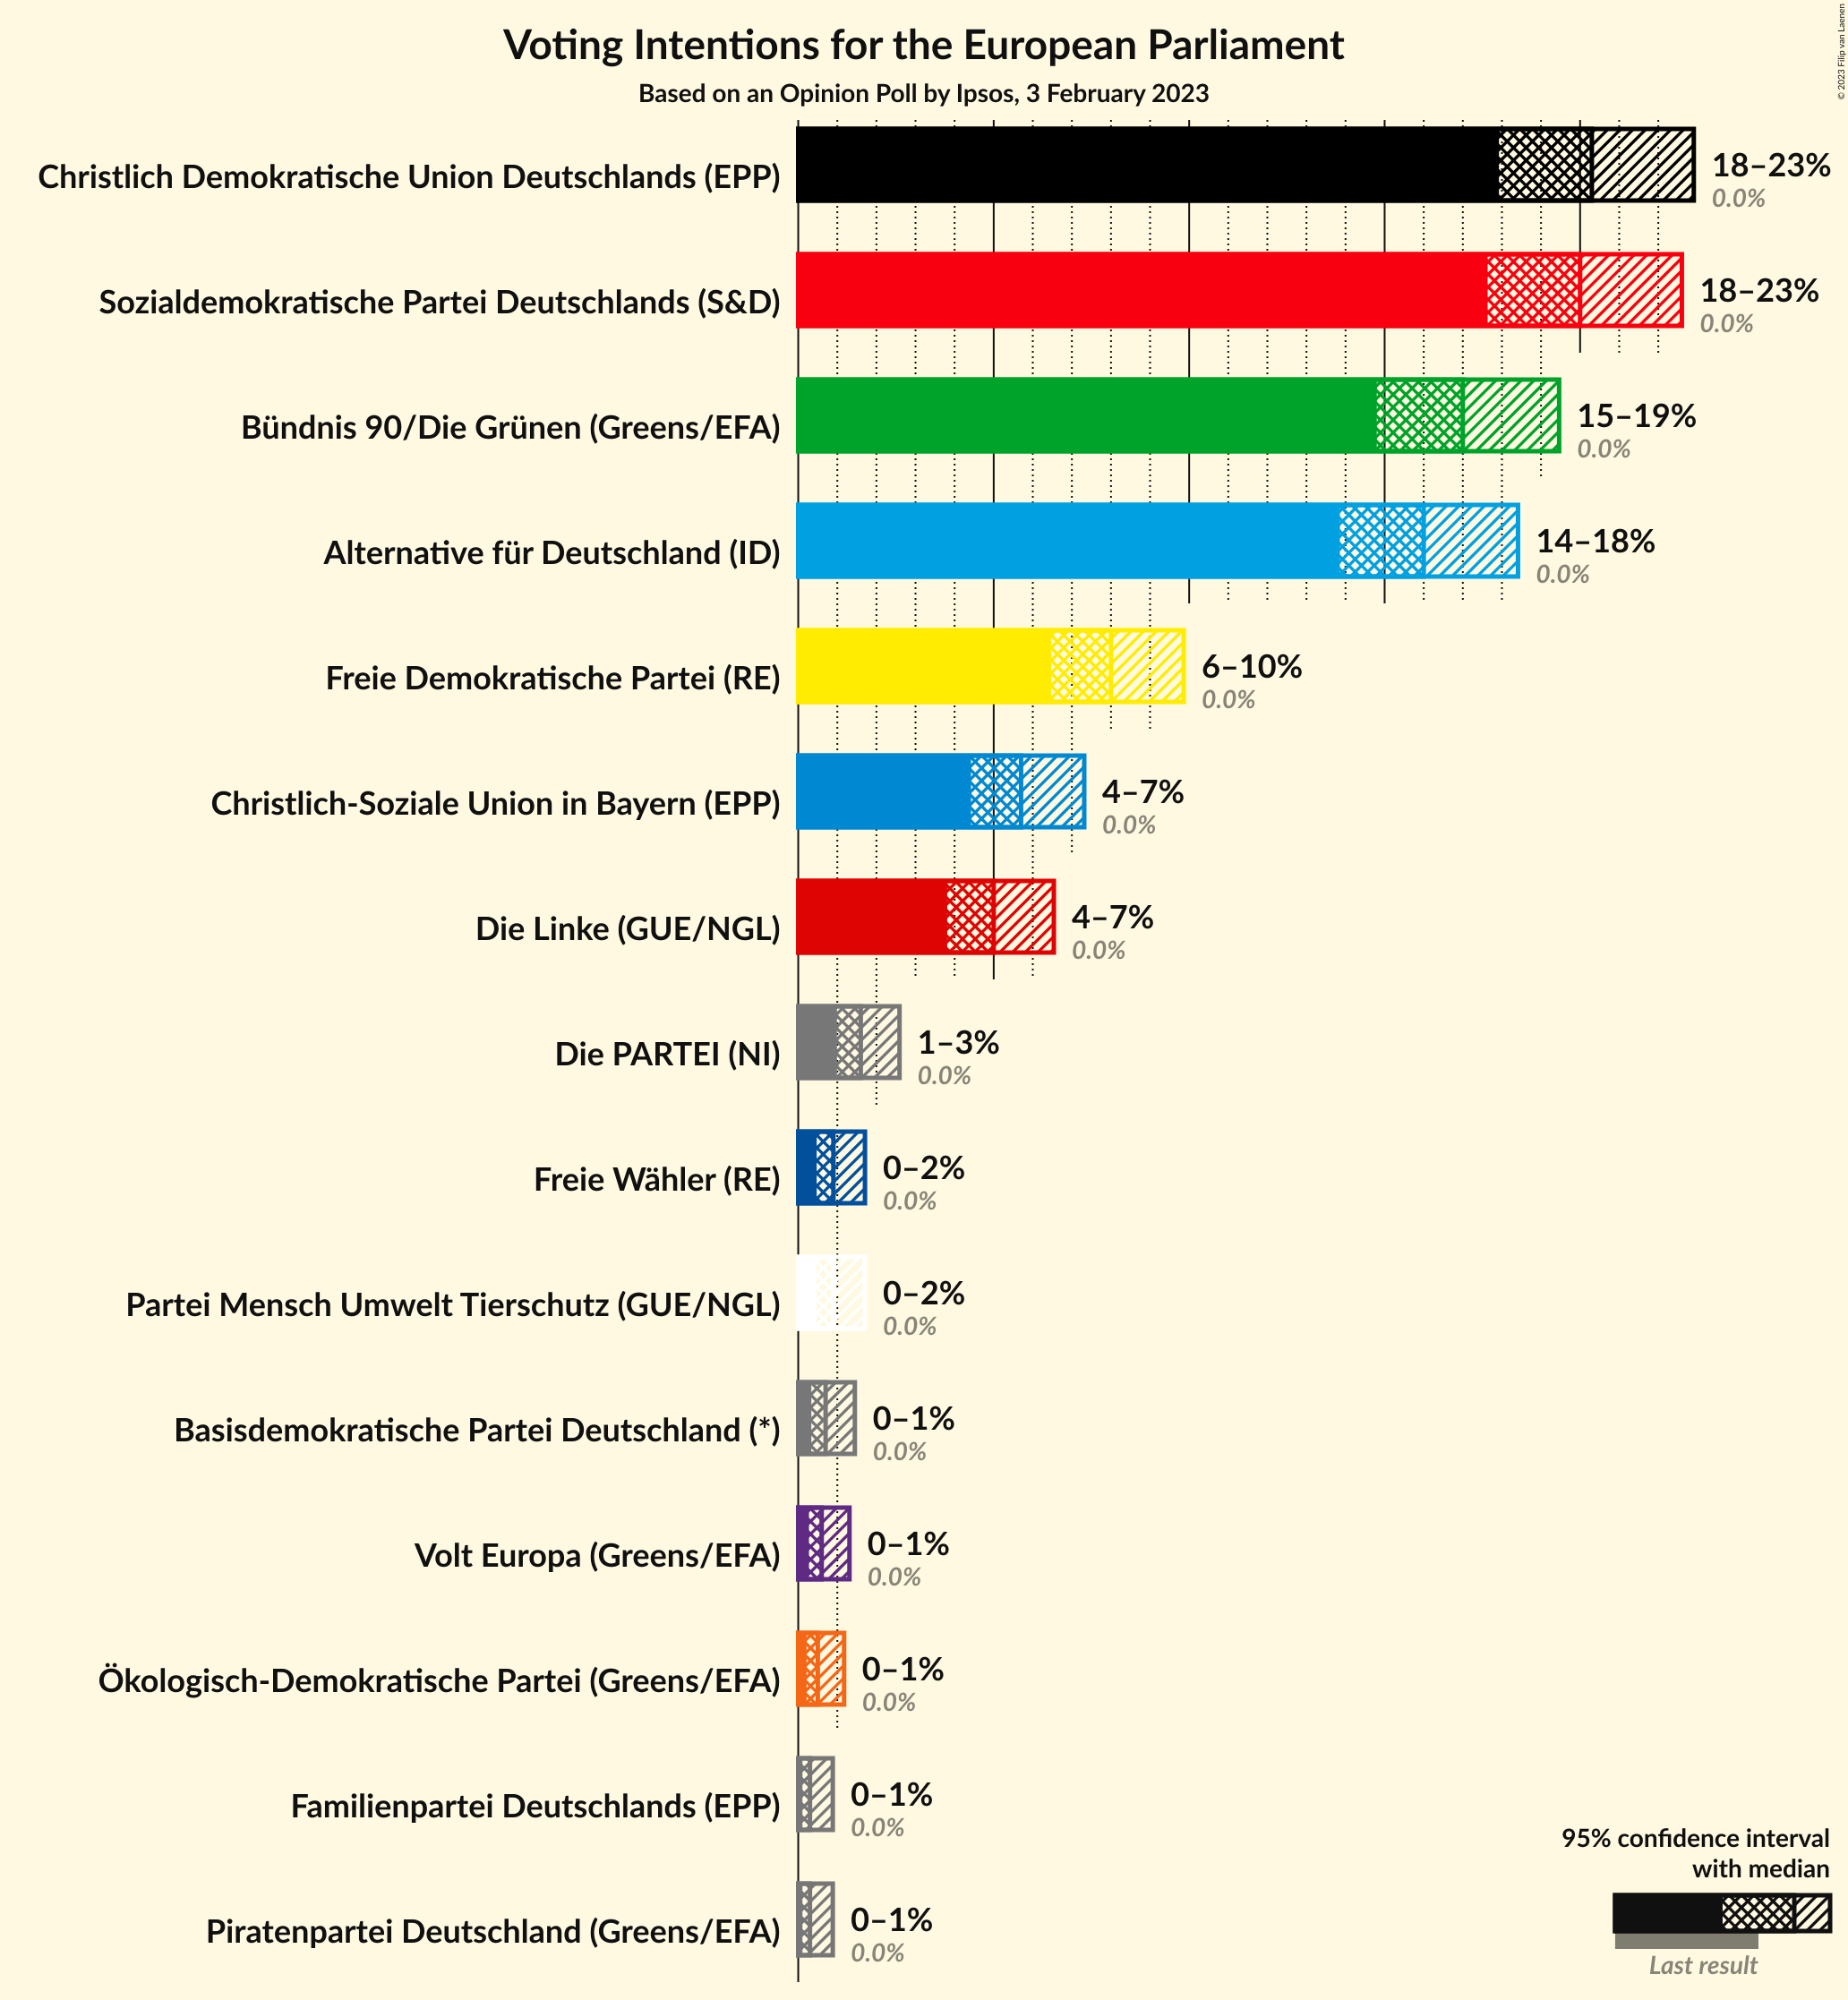 Voting Intentions for the European Parliament
Based on an Opinion Poll by Ipsos, 3 February 2023
© 2023 Filip van Laenen
Christlich Demokratische Union Deutschlands (EPP)
18–23%
0.0%
Sozialdemokratische Partei Deutschlands (S&D)
18–23%
0.0%
Bündnis 90/Die Grünen (Greens/EFA)
15–19%
0.0%
Alternative für Deutschland (ID)
14–18%
0.0%
Freie Demokratische Partei (RE)
6–10%
0.0%
Christlich-Soziale Union in Bayern (EPP)
4–7%
0.0%
Die Linke (GUE/NGL)
4–7%
0.0%
Die PARTEI (NI)
1–3%
0.0%
Freie Wähler (RE)
0–2%
0.0%
Partei Mensch Umwelt Tierschutz (GUE/NGL)
0–2%
0.0%
Basisdemokratische Partei Deutschland (*)
0–1%
0.0%
Volt Europa (Greens/EFA)
0–1%
0.0%
Ökologisch-Demokratische Partei (Greens/EFA)
0–1%
0.0%
Familienpartei Deutschlands (EPP)
0–1%
0.0%
Piratenpartei Deutschland (Greens/EFA)
0–1%
0.0%
95% confidence interval
with median
Last result